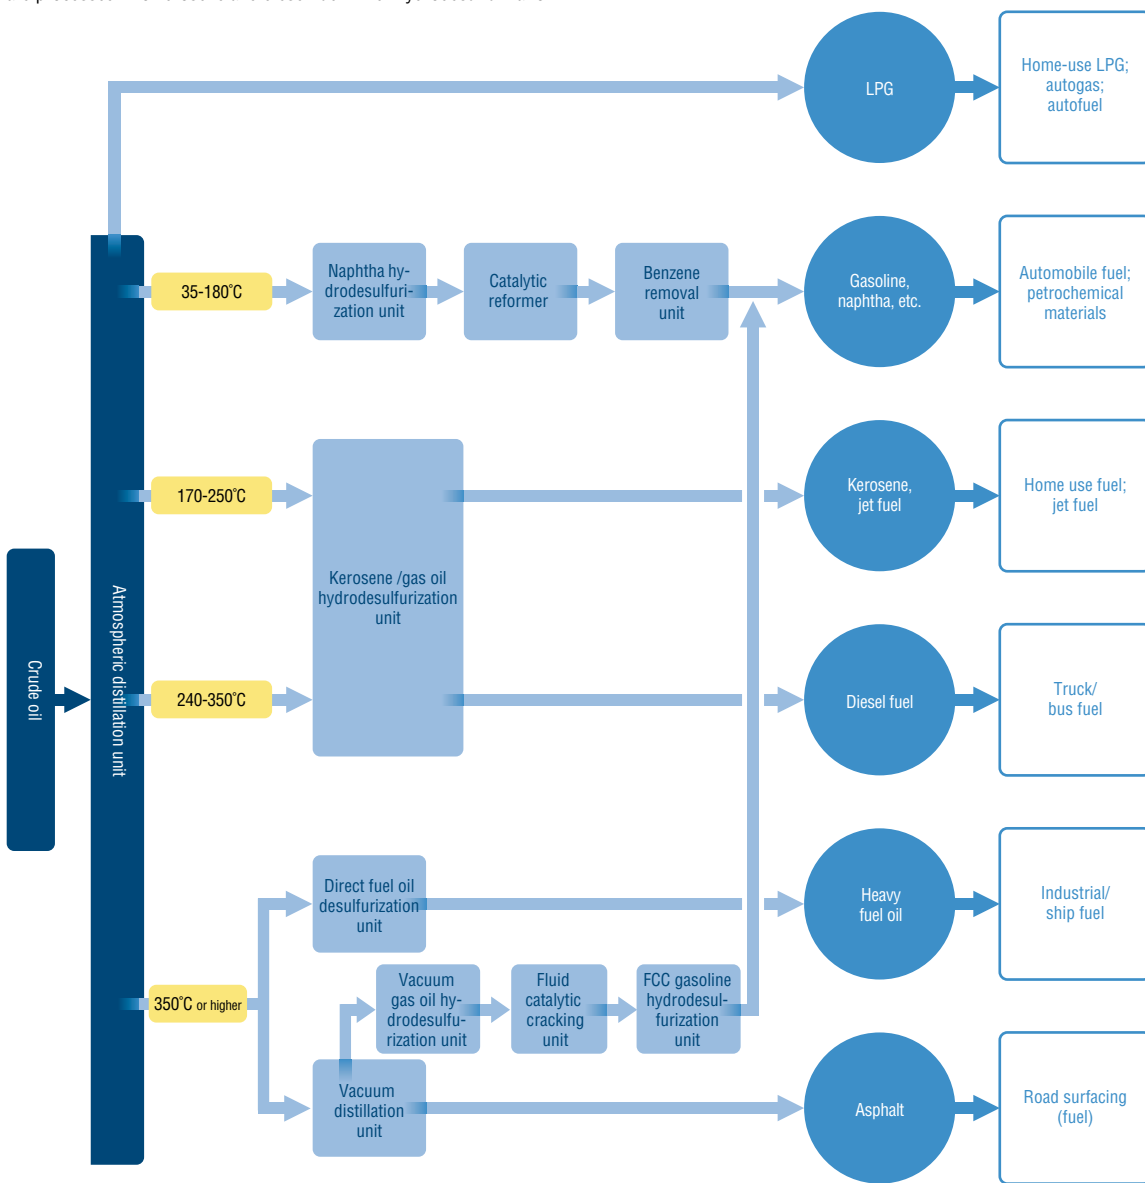 LPG
Home-use LPG;
autogas;
autofuel
35-180°C
Naphtha hy-
drodesulfuri-
zation unit
Catalytic
reformer
Benzene
removal
unit
Gasoline,
naphtha, etc.
Automobile fuel;
petrochemical
materials
170-250°C
Kerosene /gas oil
hydrodesulfurization
unit
Kerosene,
jet fuel
Home use fuel;
jet fuel
Crude oil
Atmospheric distillation unit
240-350°C
Diesel fuel
Truck/
bus fuel
Direct fuel oil
desulfurization
unit
Heavy
fuel oil
Industrial/
ship fuel
350°C or higher
Vacuum
gas oil hy-
drodesulfu-
rization unit
Fluid
catalytic
cracking
unit
FCC gasoline
hydrodesul-
furization
unit
Vacuum
distillation
unit
Asphalt
Road surfacing
(fuel)